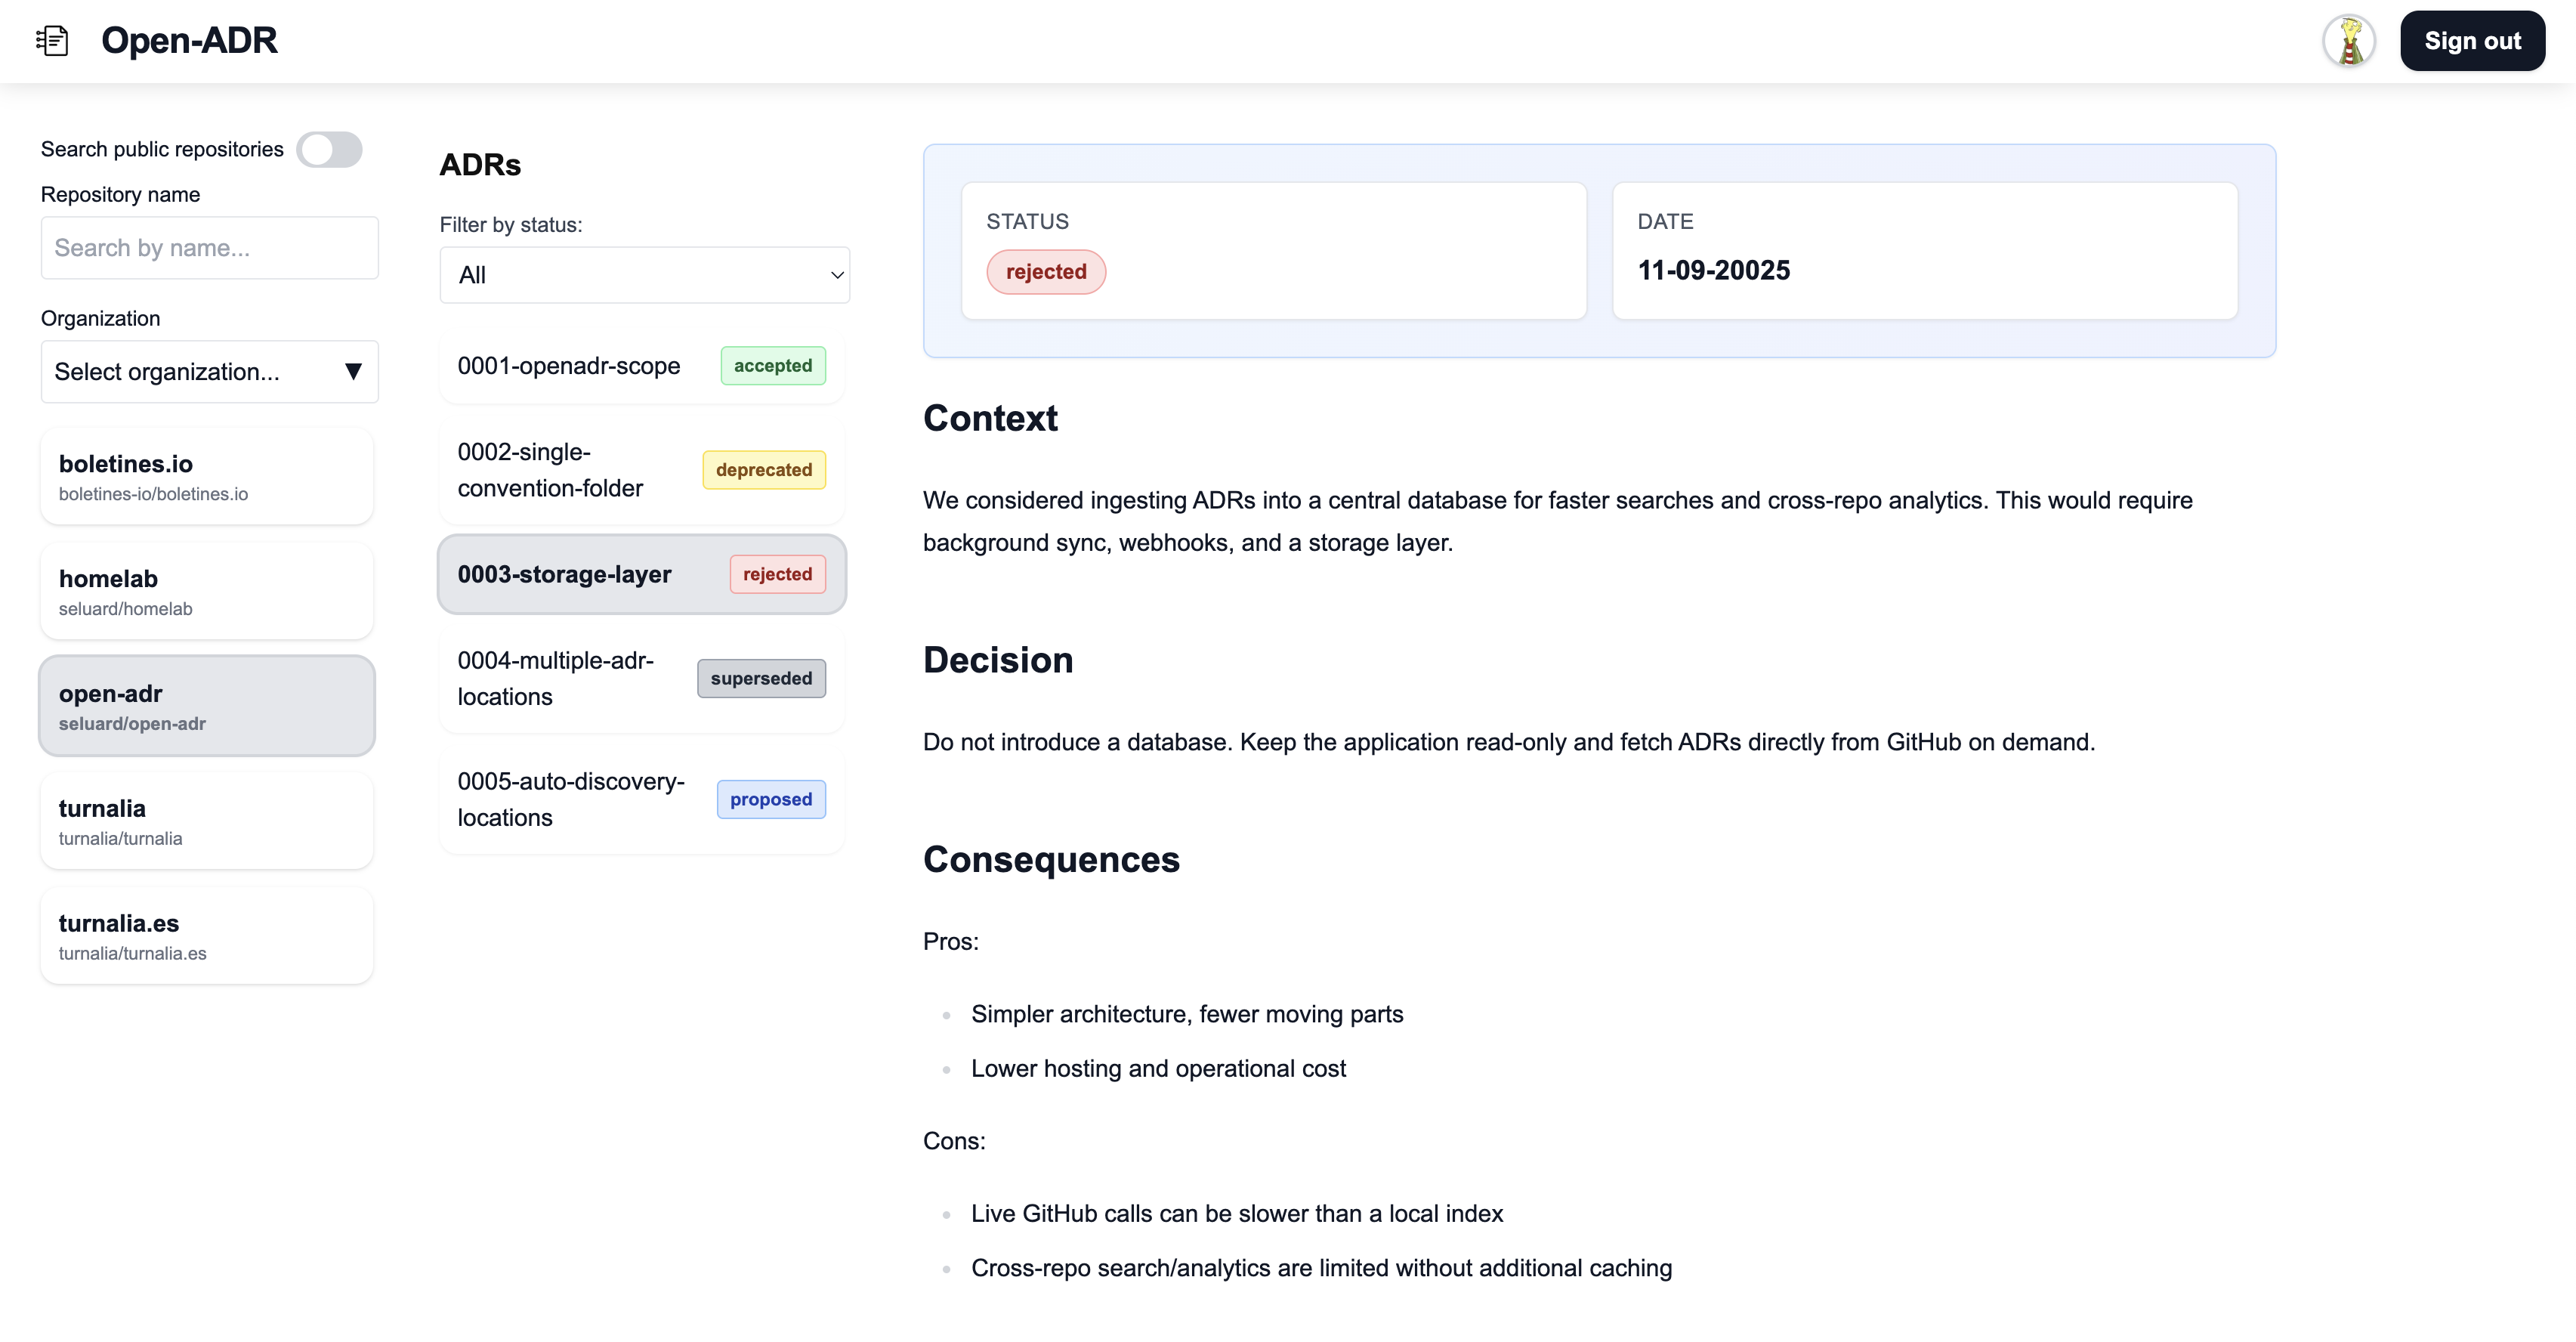 Open-ADR
Sign out
Search public repositories
Repository name
Search by name...
Organization
Select organization...
boletines.io
boletines-io/boletines.io
homelab
seluard/homelab
open-adr
seluard/open-adr
turnalia
turnalia/turnalia
turnalia.es
turnalia/turnalia.es
ADRs
Filter by status:
All
0001-openadr-scope
accepted
0002-single-
convention-folder
deprecated
0003-storage-layer
rejected
0004-multiple-adr-
locations
superseded
0005-auto-discovery-
locations
proposed
STATUS
rejected
DATE
11-09-20025
Context
We considered ingesting ADRs into a central database for faster searches and cross-repo analytics. This would require
background sync, webhooks, and a storage layer.
Decision
Do not introduce a database. Keep the application read-only and fetch ADRs directly from GitHub on demand.
Consequences
Pros:
Simpler architecture, fewer moving parts
Lower hosting and operational cost
Cons:
Live GitHub calls can be slower than a local index
Cross-repo search/analytics are limited without additional caching